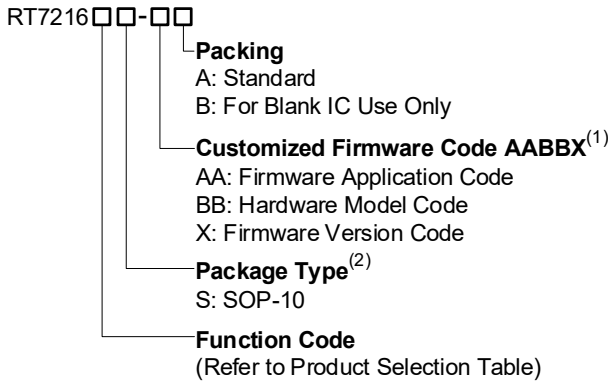 RT7216□□-□□
Packing
A: Standard
B: For Blank IC Use Only
Customized Firmware Code AABBX(1)
AA: Firmware Application Code
BB: Hardware Model Code
X: Firmware Version Code
Package Type(2)
S: SOP-10
Function Code
(Refer to Product Selection Table)